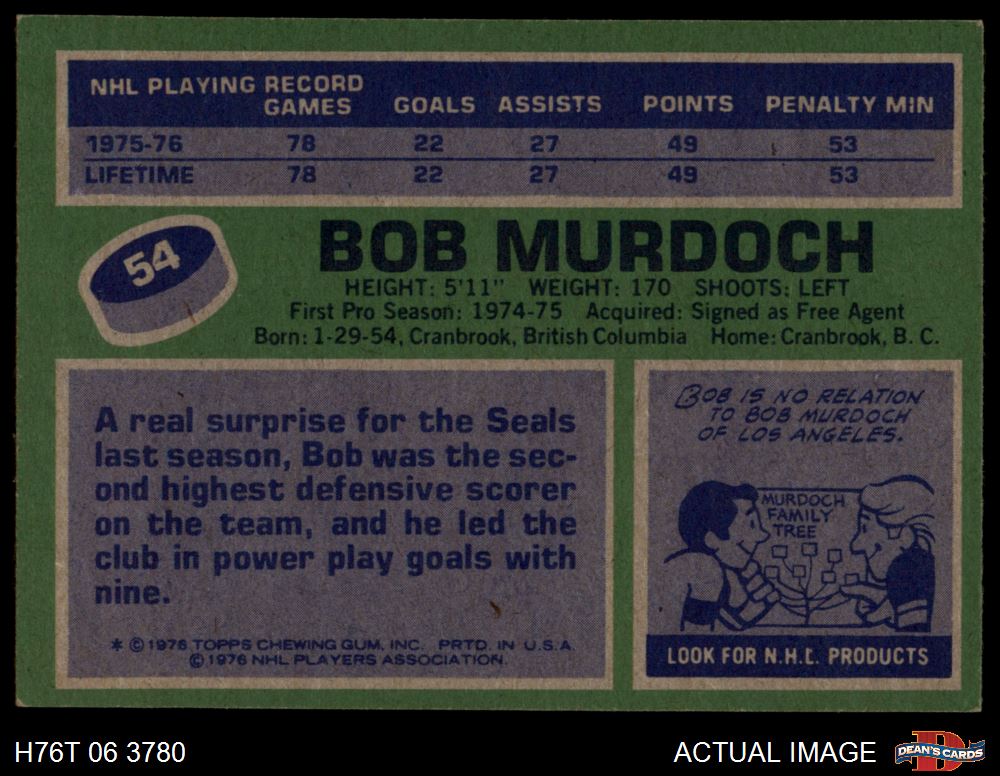 NHL PLAYING RECORD
GAMES GOALS ASSISTS POINTS PENALTY MIN
1975-76 78 22 27 49 53
LIFETIME 78 22 27 49 53
54
BOB MURDOCH
HEIGHT: 5'11" WEIGHT: 170 SHOOTS: LEFT
First Pro Season: 1974-75 Acquired: Signed as Free Agent
Born: 1-29-54, Cranbrook, British Columbia Home: Cranbrook, B. C.
A real surprise for the Seals
last season, Bob was the sec-
ond highest defensive scorer
on the team, and he led the
club in power play goals with
nine.
* © 1976 TOPPS CHEWING GUM, INC. PRTD. IN U.S.A.
© 1976 NHL PLAYERS ASSOCIATION.
BOB IS NO RELATION
TO BOB MURDOCH
OF LOS ANGELES.
MURDOCH
FAMILY
TREE
LOOK FOR N.H.L. PRODUCTS
H76T 06 3780
ACTUAL IMAGE
DEAN'S CARDS